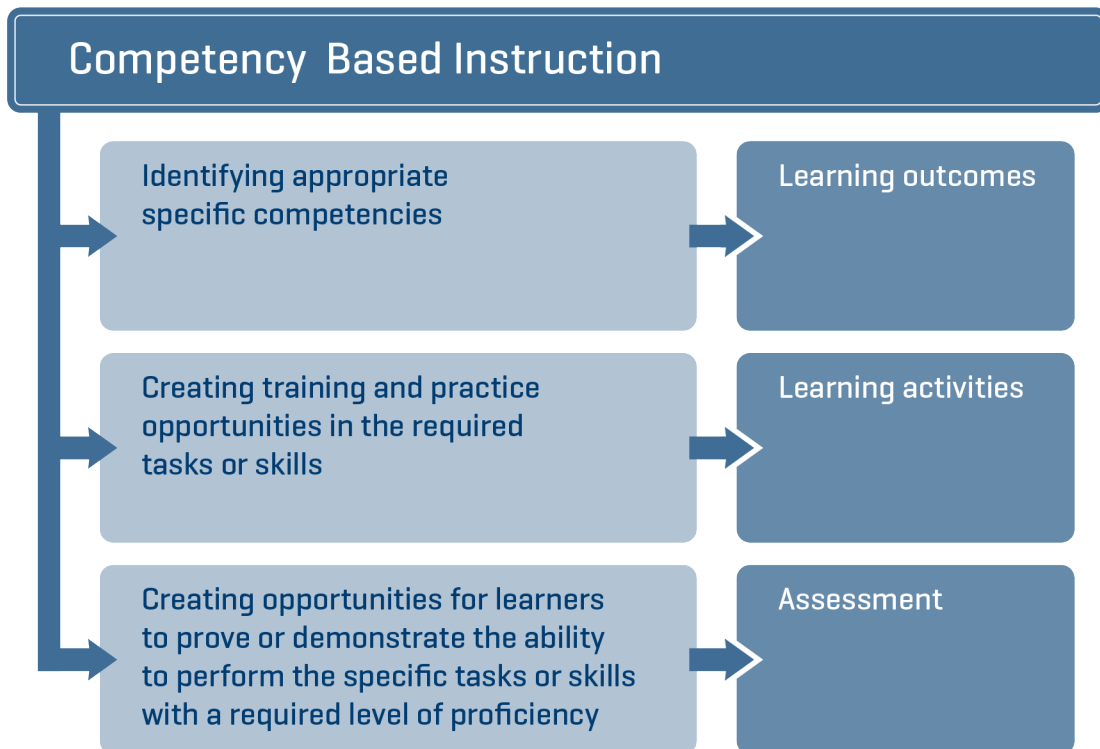 Competency Based Instruction
Identifying appropriate
specific competencies
Learning outcomes
Creating training and practice
opportunities in the required
tasks or skills
Learning activities
Creating opportunities for learners
to prove or demonstrate the ability
to perform the specific tasks or skills
with a required level of proficiency
Assessment